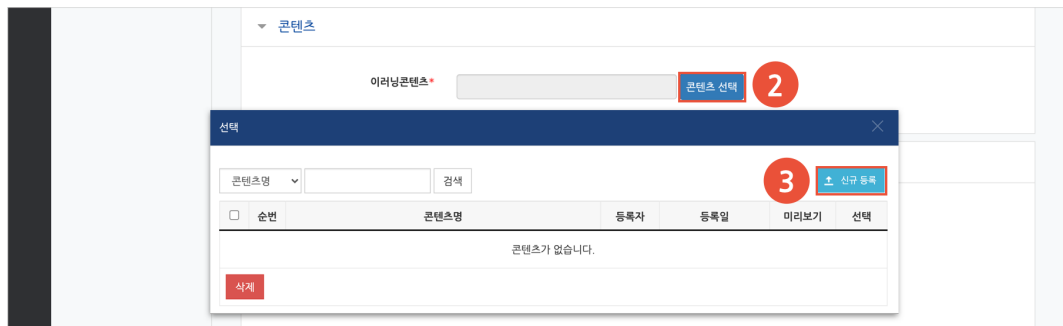 콘텐츠
이러닝콘텐츠* 콘텐츠 선택 2
선택
콘텐츠명 검색 3 신규 등록
순번 콘텐츠명 등록자 등록일 미리보기 선택
콘텐츠가 없습니다.
삭제